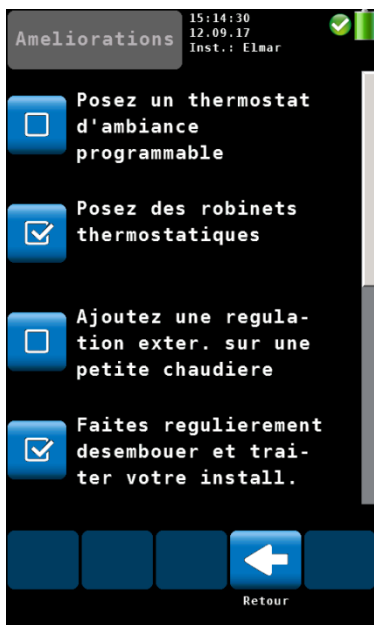 Ameliorations
15:14:30
12.09.17
Inst.: Elmar
Posez un thermostat
d'ambiance
programmable
Posez des robinets
thermostatiques
Ajoutez une regula-
tion exter. sur une
petite chaudiere
Faites regulierement
desembouer et trai-
ter votre install.
Retour